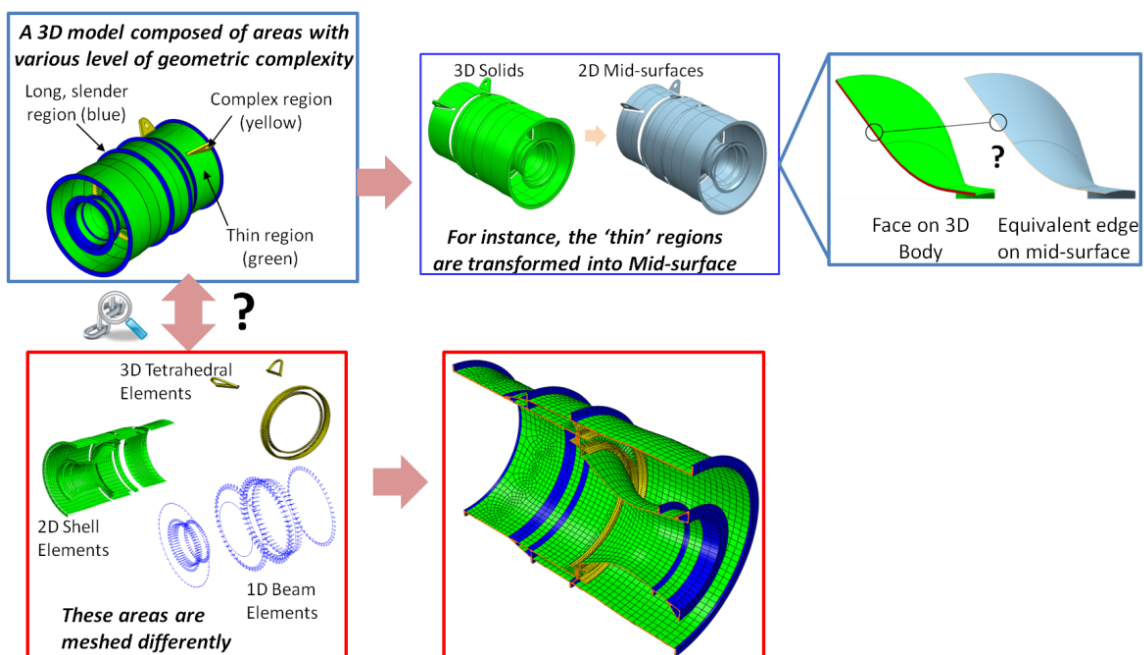 A 3D model composed of areas with
various level of geometric complexity
Long, slender
region (blue)
Complex region
(yellow)
Thin region
(green)
3D Solids
2D Mid-surfaces
For instance, the ‘thin’ regions
are transformed into Mid-surface
?
Face on 3D
Body
Equivalent edge
on mid-surface
?
3D Tetrahedral
Elements
2D Shell
Elements
1D Beam
Elements
These areas are
meshed differently